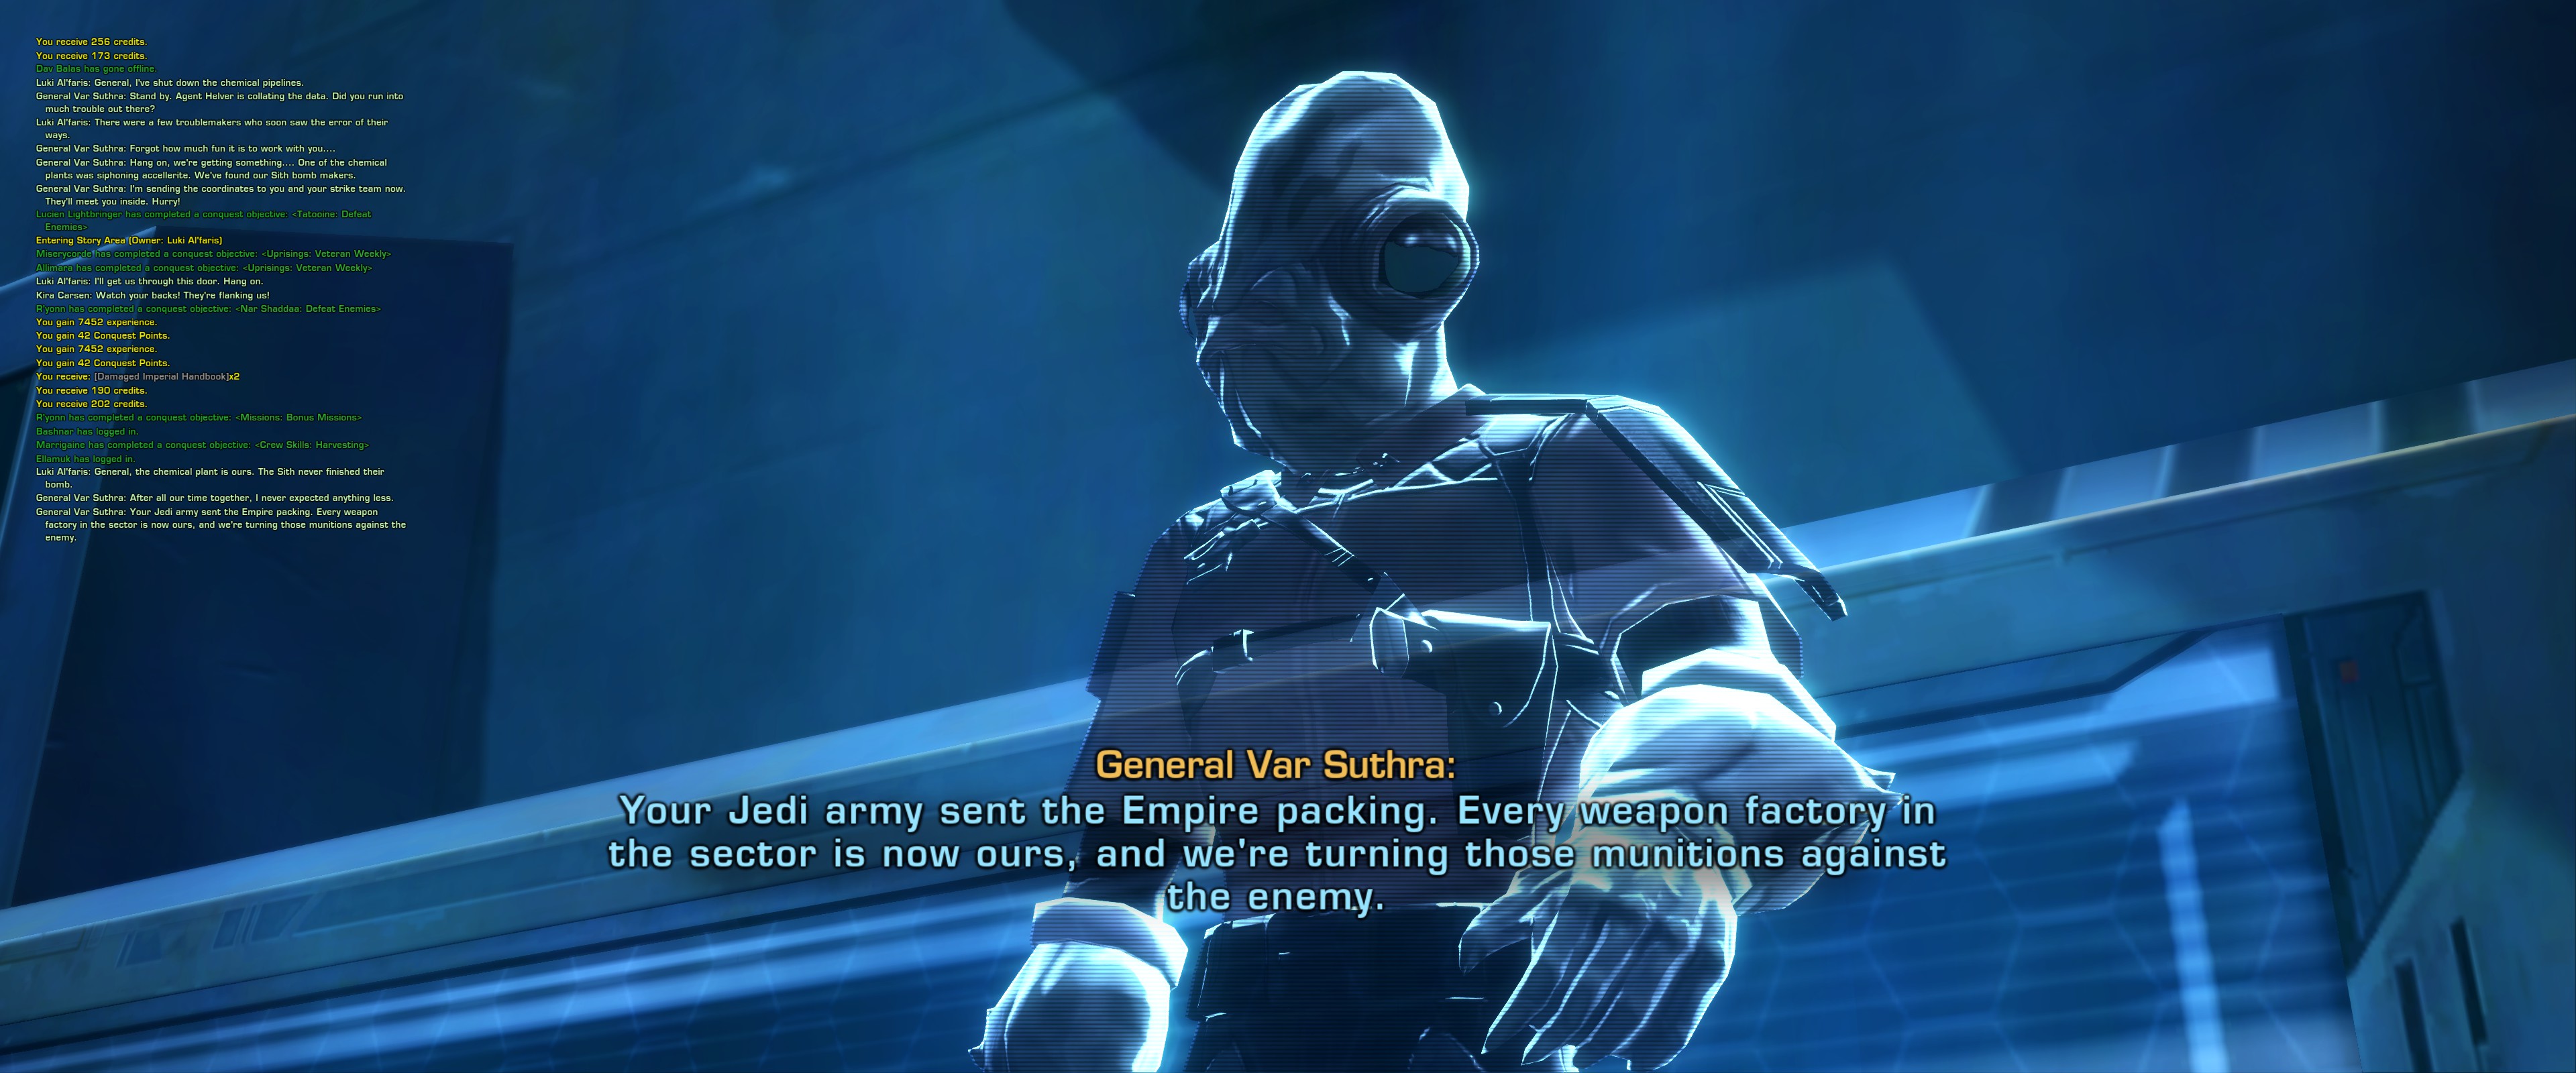 You receive 256 credits.
You receive 173 credits.
Dav Balas has gone offline.
Luki Al'faris: General, I've shut down the chemical pipelines.
General Var Suthra: Stand by. Agent Helver is collating the data. Did you run into
much trouble out there?
Luki Al'faris: There were a few troublemakers who soon saw the error of their
ways.
General Var Suthra: Forgot how much fun it is to work with you....
General Var Suthra: Hang on, we're getting something.... One of the chemical
plants was siphoning accellerite. We've found our Sith bomb makers.
General Var Suthra: I'm sending the coordinates to you and your strike team now.
They'll meet you inside. Hurry!
Lucien Lightbringer has completed a conquest objective: <Tatooine: Defeat
Enemies>
Entering Story Area (Owner: Luki Al'faris)
Miserycorde has completed a conquest objective: <Uprisings: Veteran Weekly>
Allimara has completed a conquest objective: <Uprisings: Veteran Weekly>
Luki Al'faris: I'll get us through this door. Hang on.
Kira Carsen: Watch your backs! They're flanking us!
R'yonn has completed a conquest objective: <Nar Shaddaa: Defeat Enemies>
You gain 7452 experience.
You gain 42 Conquest Points.
You gain 7452 experience.
You gain 42 Conquest Points.
You receive: [Damaged Imperial Handbook]x2
You receive 190 credits.
You receive 202 credits.
R'yonn has completed a conquest objective: <Missions: Bonus Missions>
Bashnar has logged in.
Marrigaine has completed a conquest objective: <Crew Skills: Harvesting>
Ellamuk has logged in.
Luki Al'faris: General, the chemical plant is ours. The Sith never finished their
bomb.
General Var Suthra: After all our time together, I never expected anything less.
General Var Suthra: Your Jedi army sent the Empire packing. Every weapon
factory in the sector is now ours, and we're turning those munitions against the
enemy.
General Var Suthra:
Your Jedi army sent the Empire packing. Every weapon factory in
the sector is now ours, and we're turning those munitions against
the enemy.